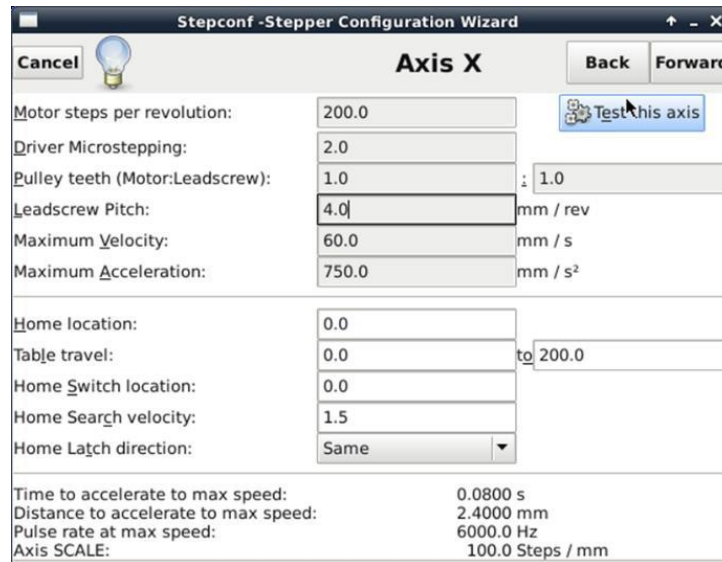 Stepconf -Stepper Configuration Wizard
Cancel Axis X Back Forward
Motor steps per revolution: 200.0 Test this axis
Driver Microstepping: 2.0
Pulley teeth (Motor:Leadscrew): 1.0 : 1.0
Leadscrew Pitch: 4.0 mm / rev
Maximum Velocity: 60.0 mm / s
Maximum Acceleration: 750.0 mm / s²
Home location: 0.0
Table travel: 0.0 to 200.0
Home Switch location: 0.0
Home Search velocity: 1.5
Home Latch direction: Same
Time to accelerate to max speed: 0.0800 s
Distance to accelerate to max speed: 2.4000 mm
Pulse rate at max speed: 6000.0 Hz
Axis SCALE: 100.0 Steps / mm